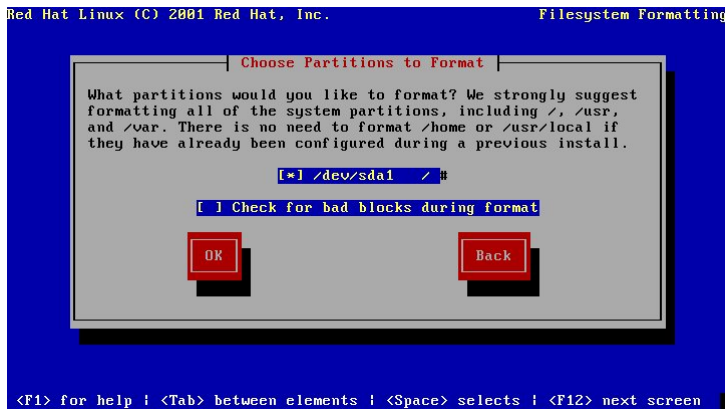 Red Hat Linux (C) 2001 Red Hat, Inc. Filesystem Formatting
Choose Partitions to Format
What partitions would you like to format? We strongly suggest
formatting all of the system partitions, including /, /usr,
and /var. There is no need to format /home or /usr/local if
they have already been configured during a previous install.
[*] /dev/sda1 / #
[ ] Check for bad blocks during format
OK Back
<F1> for help | <Tab> between elements | <Space> selects | <F12> next screen